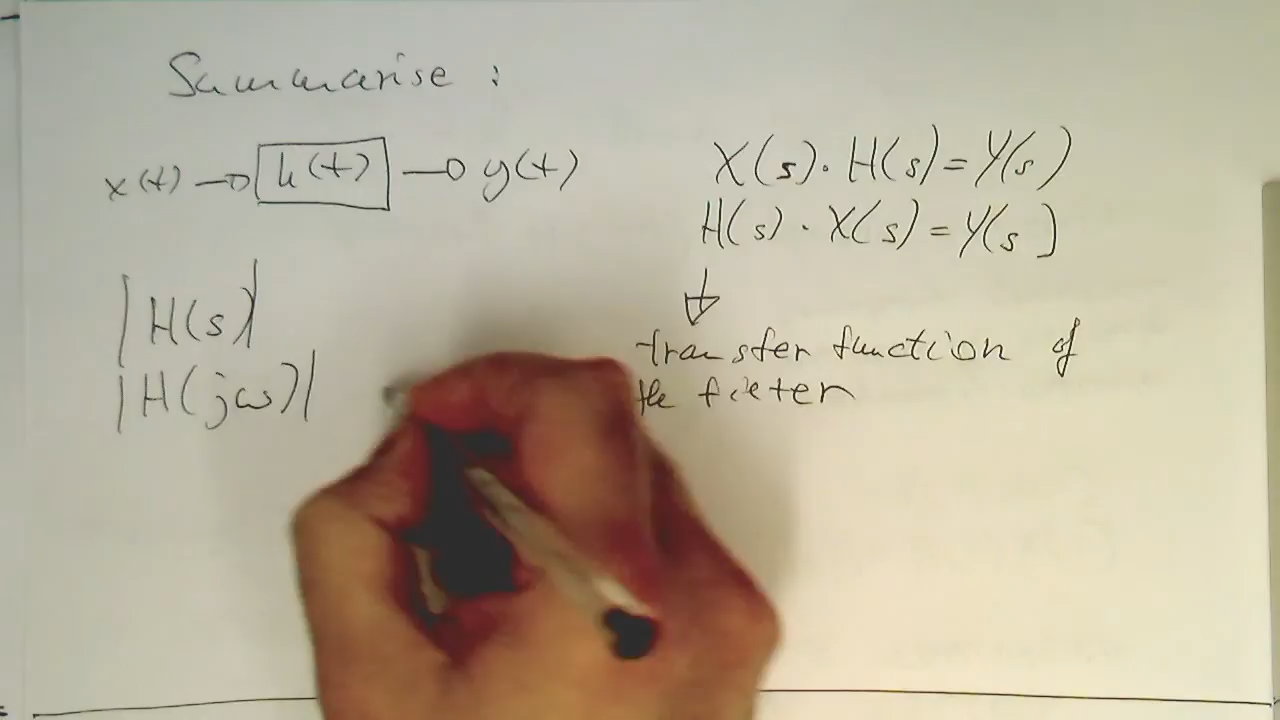 Summarise :
x(t) → h(t) → y(t)
X(s) · H(s) = Y(s)
H(s) · X(s) = Y(s)
↓
transfer function of
the filter
|H(s)|
|H(jω)|